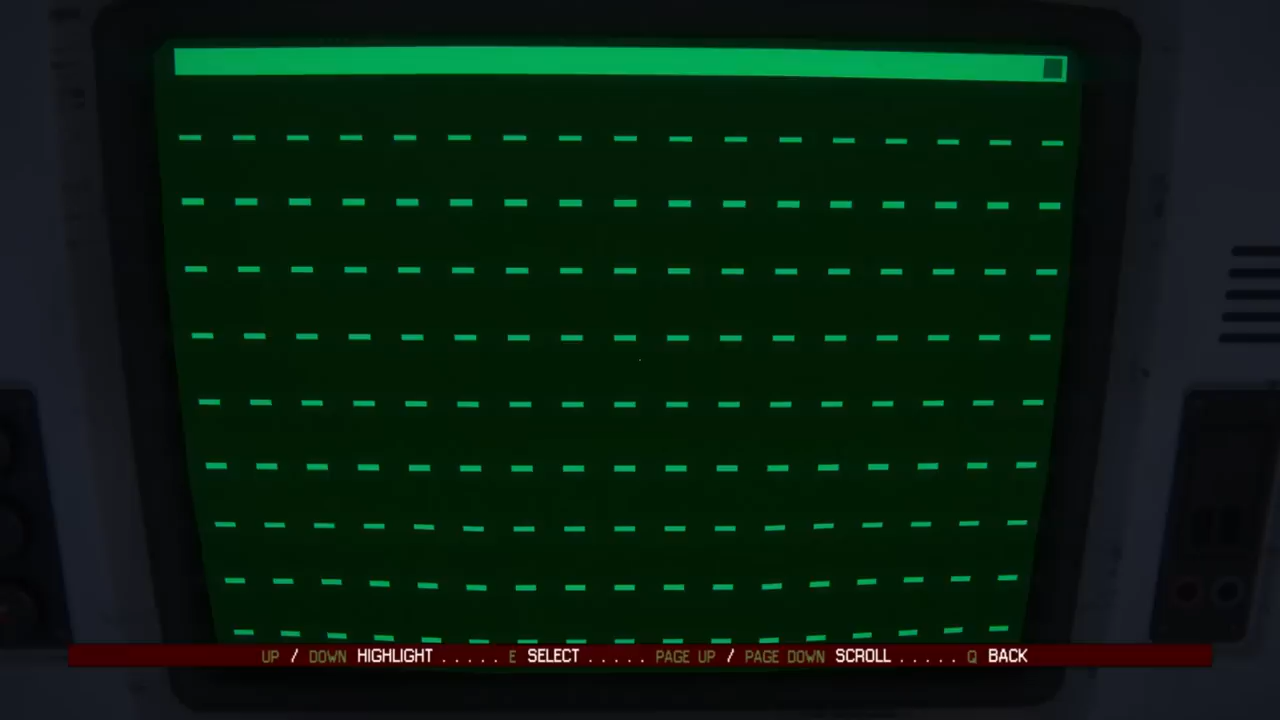 UP / DOWN HIGHLIGHT ..... E SELECT ..... PAGE UP / PAGE DOWN SCROLL ..... Q BACK